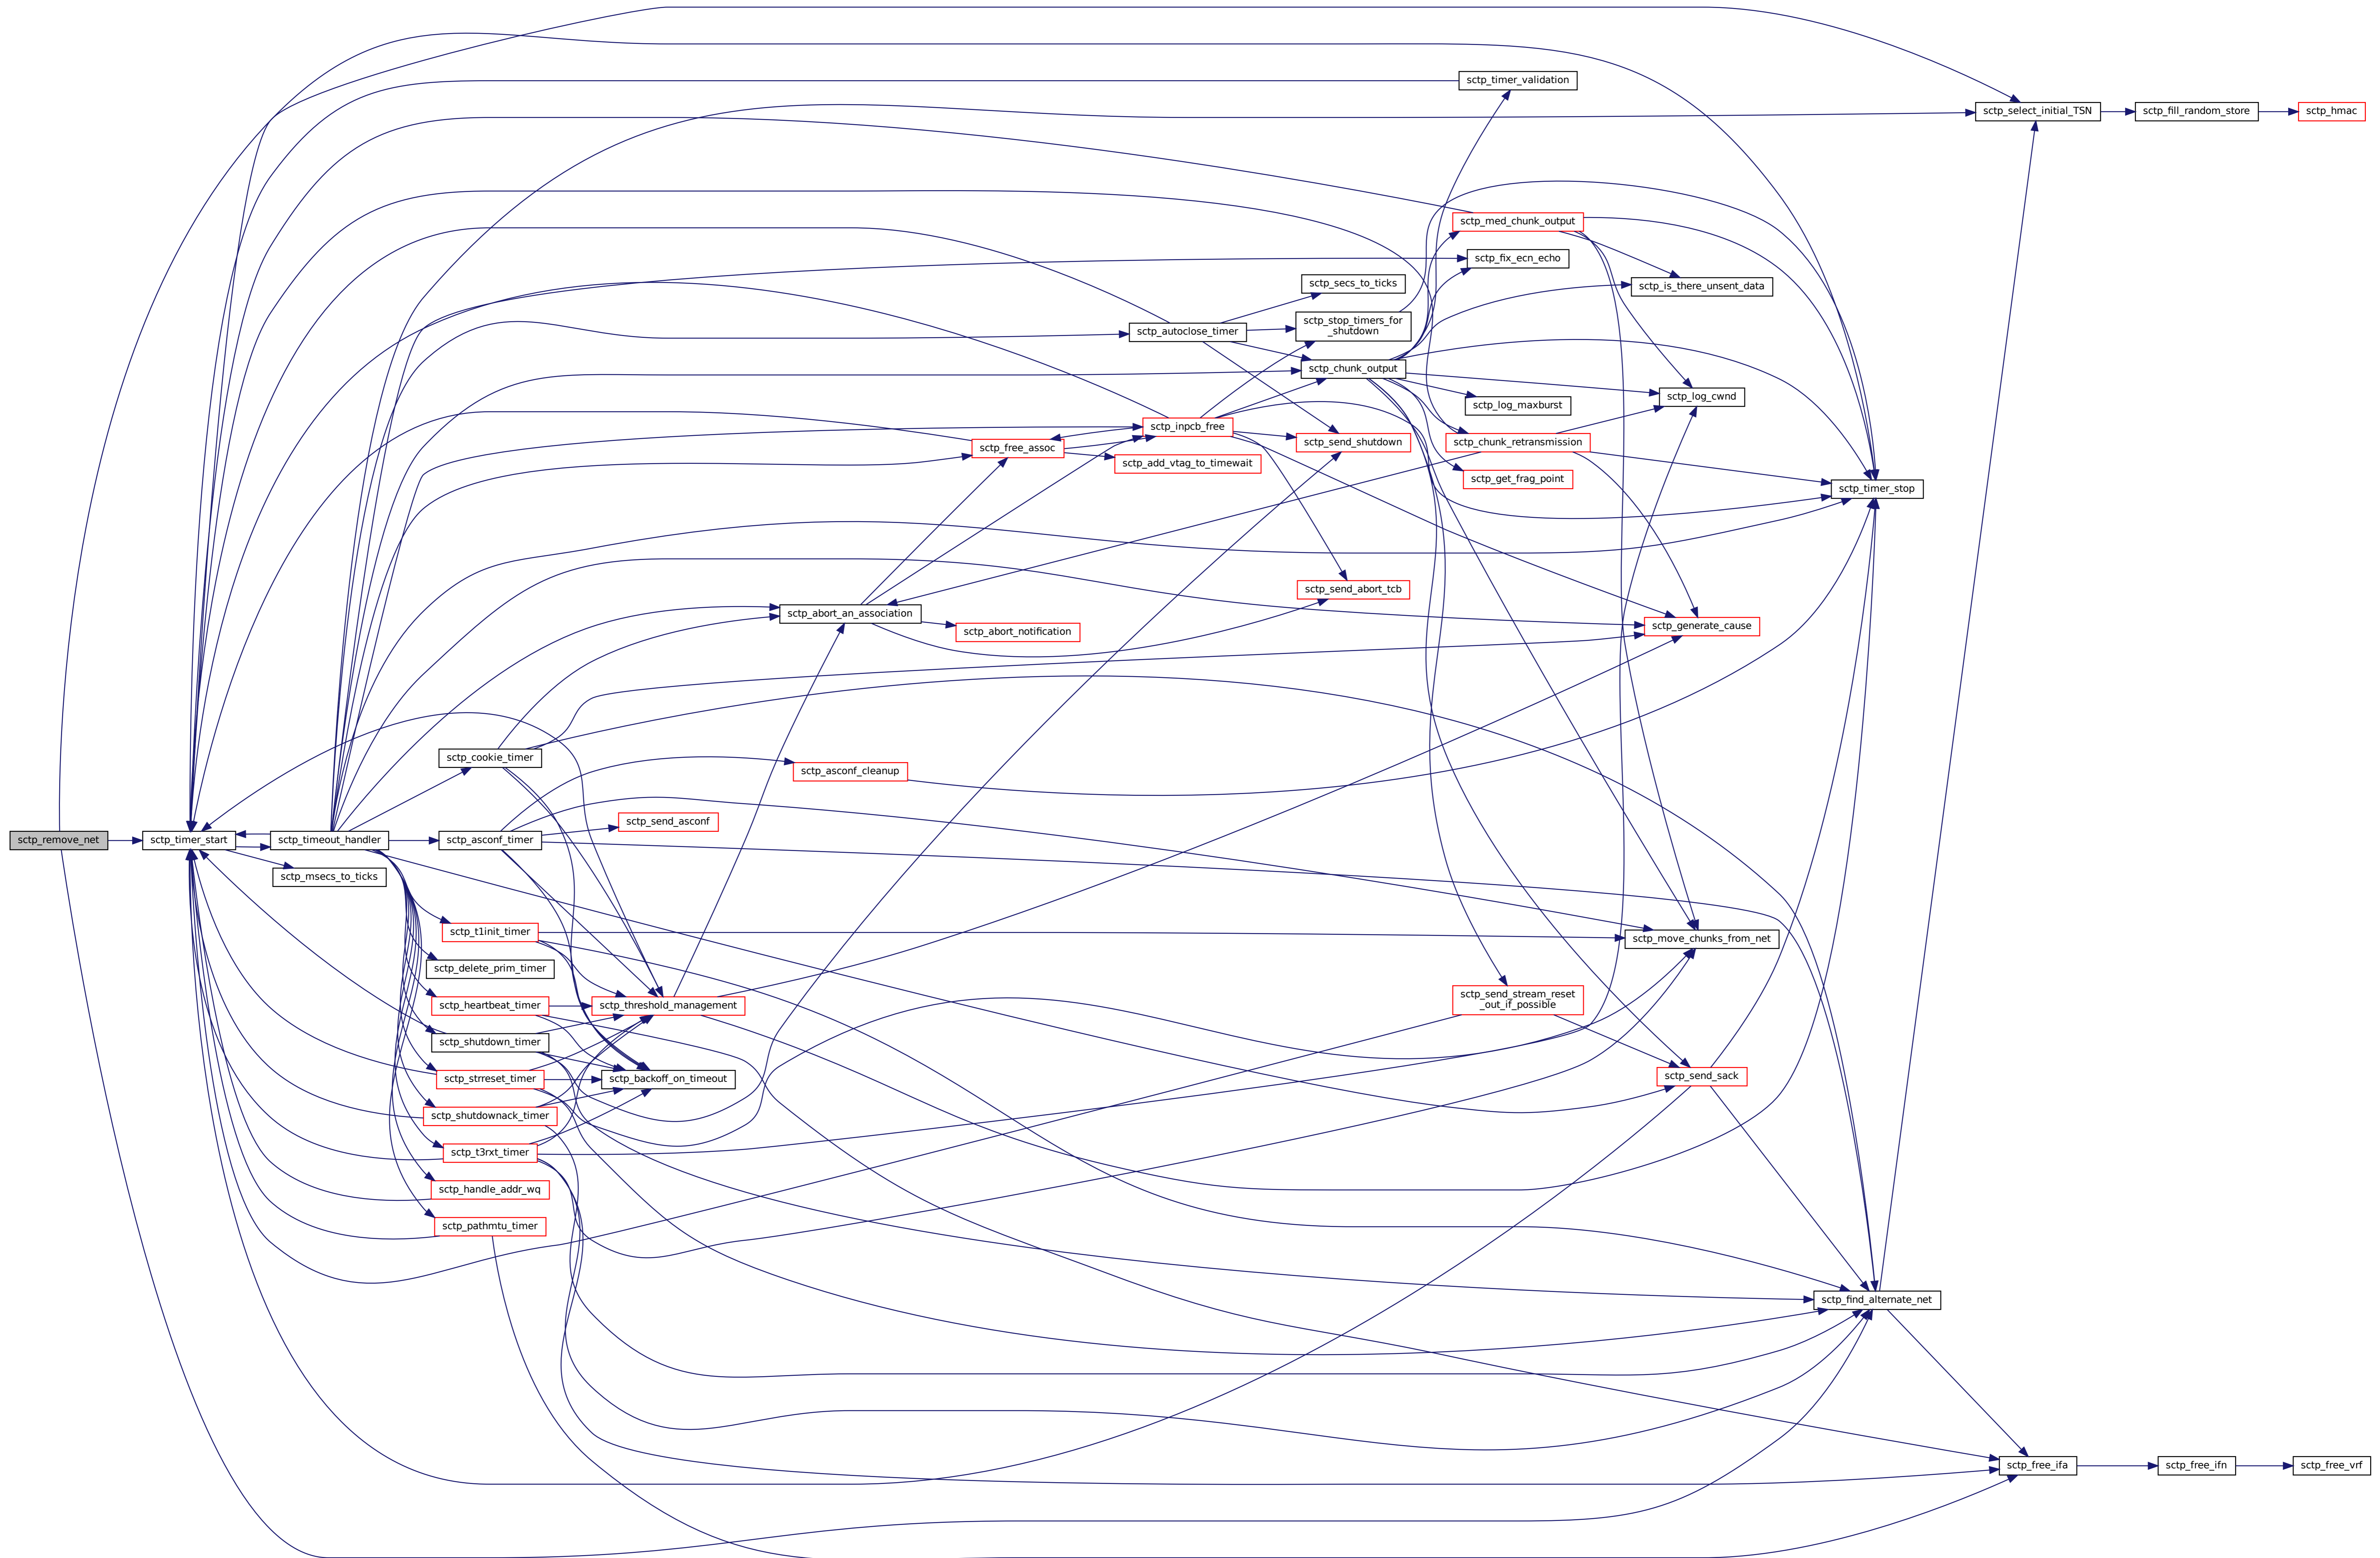 sctp_timer_validation
sctp_select_initial_TSN
sctp_fill_random_store
sctp_hmac
sctp_med_chunk_output
sctp_fix_ecn_echo
sctp_secs_to_ticks
sctp_is_there_unsent_data
sctp_autoclose_timer
sctp_stop_timers_for
_shutdown
sctp_chunk_output
sctp_log_cwnd
sctp_log_maxburst
sctp_inpcb_free
sctp_free_assoc
sctp_send_shutdown
sctp_chunk_retransmission
sctp_add_vtag_to_timewait
sctp_get_frag_point
sctp_timer_stop
sctp_send_abort_tcb
sctp_abort_an_association
sctp_abort_notification
sctp_generate_cause
sctp_cookie_timer
sctp_asconf_cleanup
sctp_send_asconf
sctp_remove_net
sctp_timer_start
sctp_timeout_handler
sctp_asconf_timer
sctp_msecs_to_ticks
sctp_t1init_timer
sctp_move_chunks_from_net
sctp_delete_prim_timer
sctp_heartbeat_timer
sctp_threshold_management
sctp_send_stream_reset
_out_if_possible
sctp_shutdown_timer
sctp_strreset_timer
sctp_backoff_on_timeout
sctp_send_sack
sctp_shutdownack_timer
sctp_t3rxt_timer
sctp_handle_addr_wq
sctp_pathmtu_timer
sctp_find_alternate_net
sctp_free_ifa
sctp_free_ifn
sctp_free_vrf